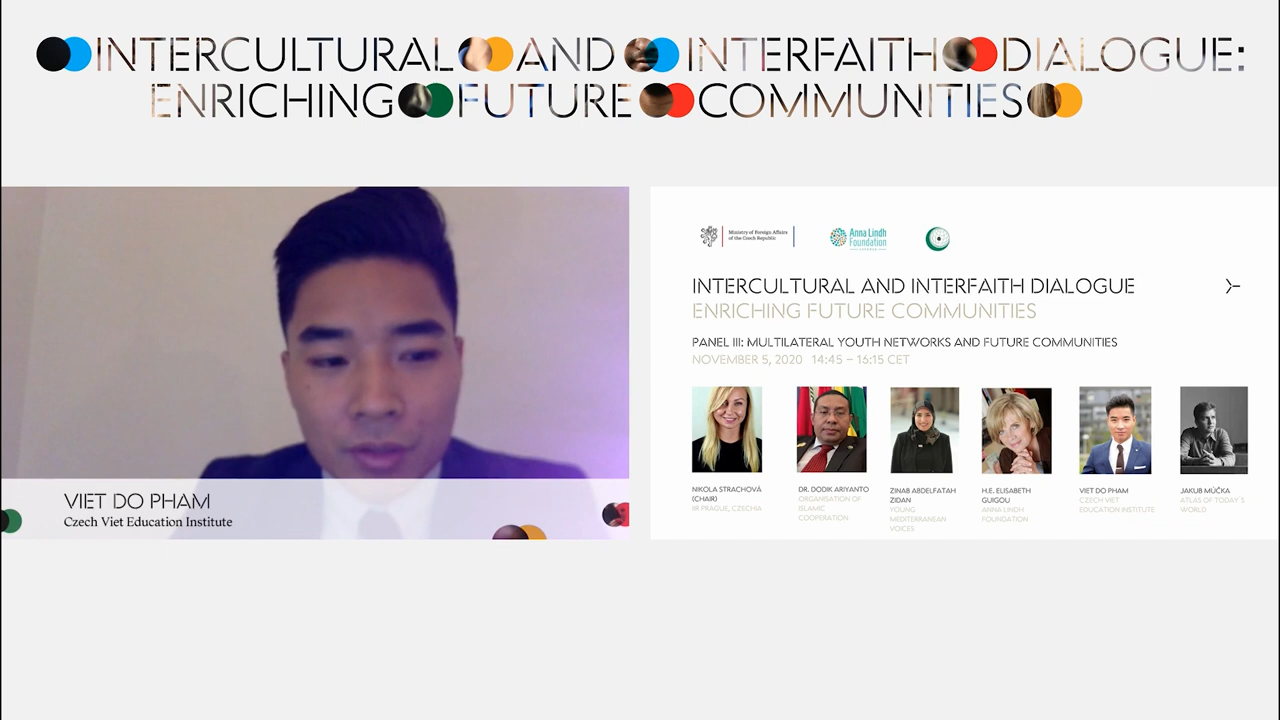 INTERCULTURAL AND INTERFAITH DIALOGUE:
ENRICHING FUTURE COMMUNITIES
VIET DO PHAM
Czech Viet Education Institute
Ministry of Foreign Affairs
of the Czech Republic
Anna Lindh
Foundation
INTERCULTURAL AND INTERFAITH DIALOGUE
ENRICHING FUTURE COMMUNITIES
PANEL III: MULTILATERAL YOUTH NETWORKS AND FUTURE COMMUNITIES
NOVEMBER 5, 2020 14:45 – 16:15 CET
NIKOLA STRACHOVÁ
(CHAIR)
IIR PRAGUE, CZECHIA
DR. DODIK ARIYANTO
ORGANISATION OF
ISLAMIC
COOPERATION
ZINAB ABDELFATAH
ZIDAN
YOUNG
MEDITERRANEAN
VOICES
H.E. ELISABETH
GUIGOU
ANNA LINDH
FOUNDATION
VIET DO PHAM
CZECH VIET
EDUCATION INSTITUTE
JAKUB MÚČKA
ATLAS OF TODAY´S
WORLD